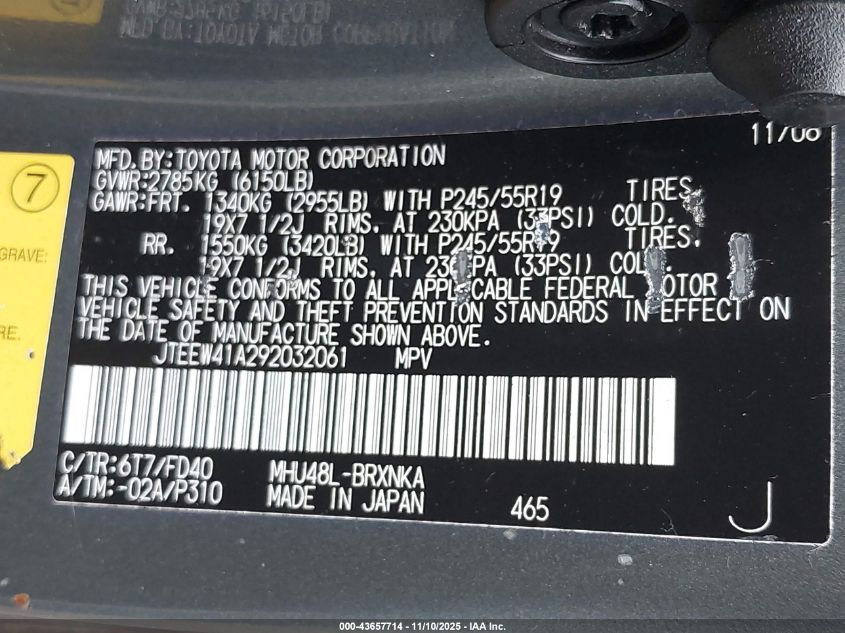 MFD. BY: TOYOTA MOTOR CORPORATION 11/08
GVWR: 2785KG (6150LB)
GAWR: FRT. 1340KG (2955LB) WITH P245/55R19 TIRES,
19X7 1/2J RIMS, AT 230KPA (33PSI) COLD.
RR. 1550KG (3420LB) WITH P245/55R19 TIRES,
19X7 1/2J RIMS, AT 230KPA (33PSI) COLD.
THIS VEHICLE CONFORMS TO ALL APPLICABLE FEDERAL MOTOR
VEHICLE SAFETY AND THEFT PREVENTION STANDARDS IN EFFECT ON
THE DATE OF MANUFACTURE SHOWN ABOVE.
JTEEW41A292032061 MPV
C/TR: 6T7/FD40 MHU48L-BRXNKA
A/TM: -02A/P310 MADE IN JAPAN 465 J
7
GRAVE:
RE.
000-43657714 - 11/10/2025 - IAA Inc.